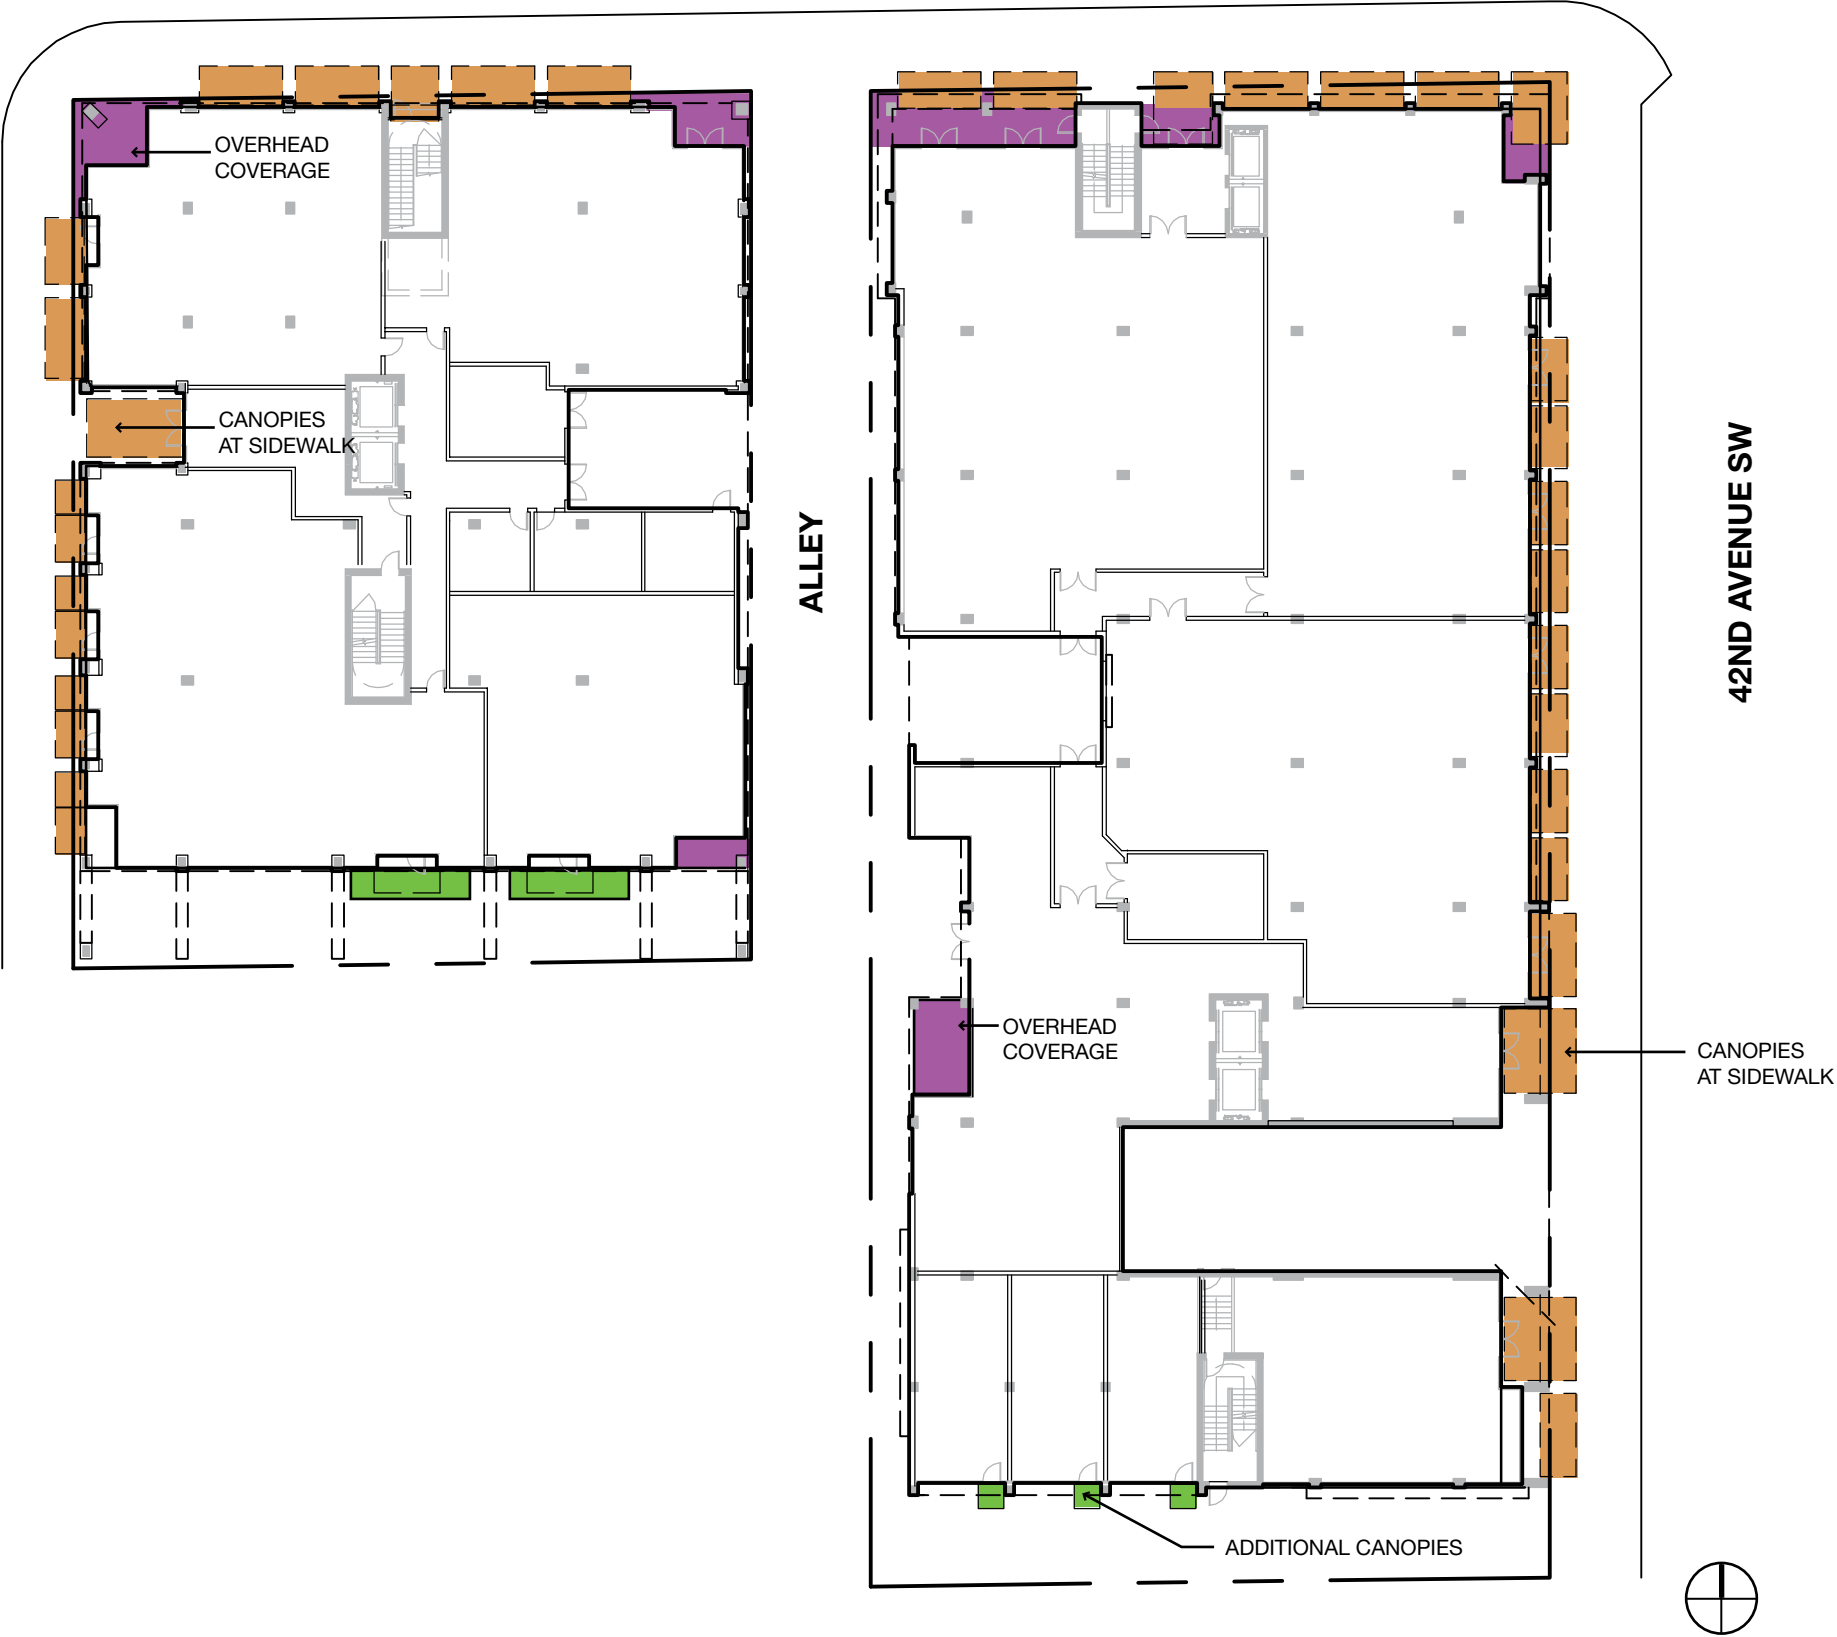 OVERHEAD
COVERAGE
CANOPIES
AT SIDEWALK
ALLEY
42ND AVENUE SW
OVERHEAD
COVERAGE
CANOPIES
AT SIDEWALK
ADDITIONAL CANOPIES